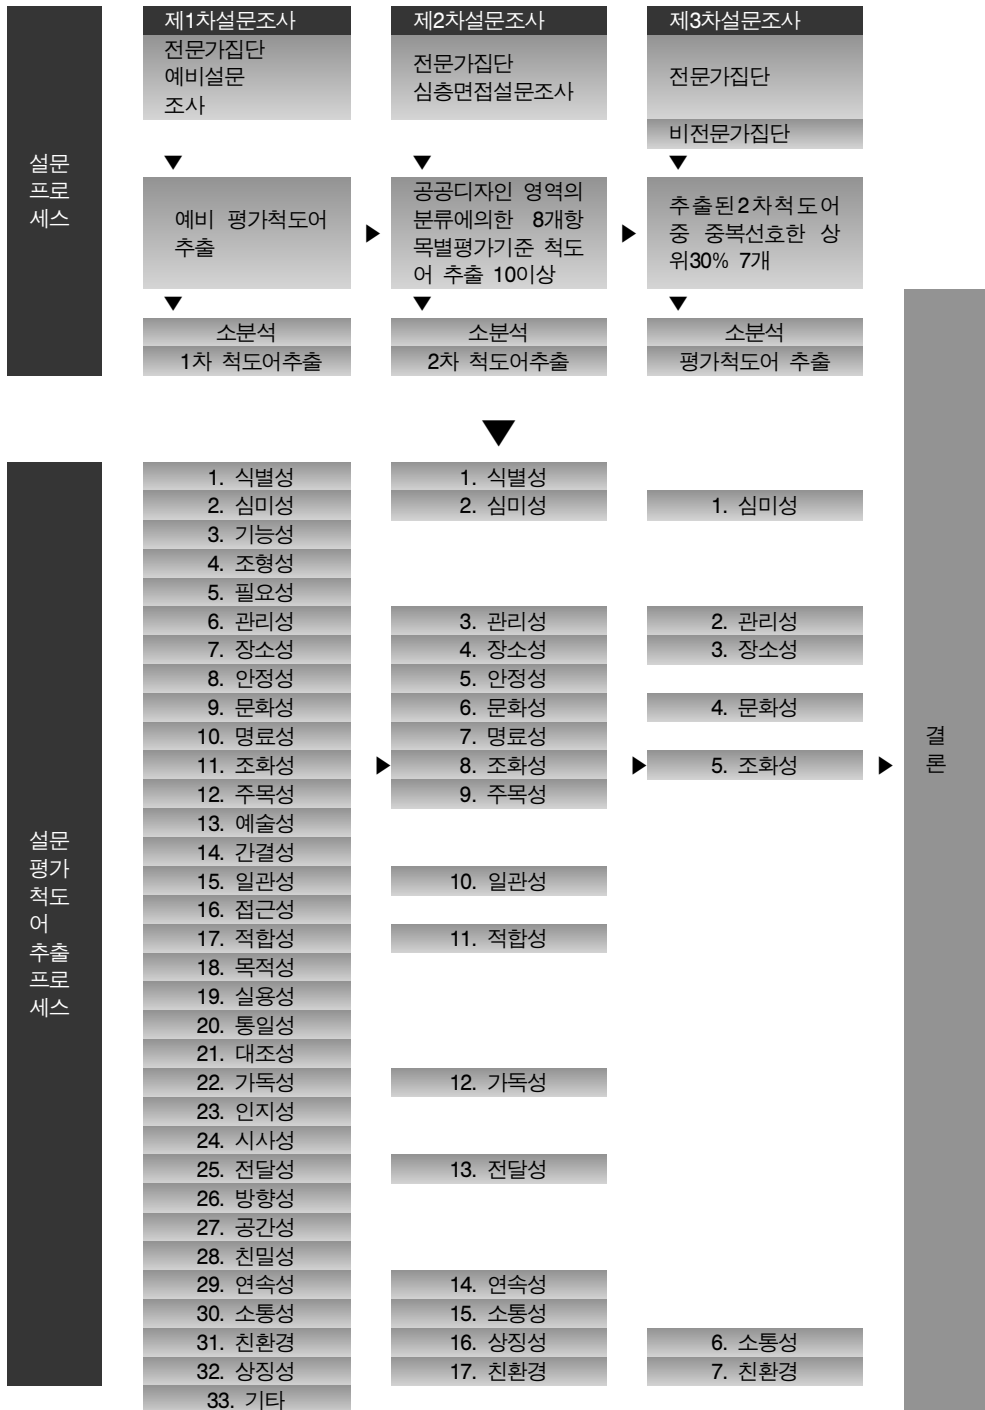 설문
프로
세스
제1차설문조사
전문가집단
예비설문
조사
예비 평가척도어
추출
소분석
1차 척도어추출
제2차설문조사
전문가집단
심층면접설문조사
공공디자인 영역의
분류에의한 8개항
목별평가기준 척도
어 추출 10이상
소분석
2차 척도어추출
제3차설문조사
전문가집단
비전문가집단
추출된2차척도어
중 중복선호한 상
위30% 7개
소분석
평가척도어 추출
설문
평가
척도
어
추출
프로
세스
1. 식별성
2. 심미성
3. 기능성
4. 조형성
5. 필요성
6. 관리성
7. 장소성
8. 안정성
9. 문화성
10. 명료성
11. 조화성
12. 주목성
13. 예술성
14. 간결성
15. 일관성
16. 접근성
17. 적합성
18. 목적성
19. 실용성
20. 통일성
21. 대조성
22. 가독성
23. 인지성
24. 시사성
25. 전달성
26. 방향성
27. 공간성
28. 친밀성
29. 연속성
30. 소통성
31. 친환경
32. 상징성
33. 기타
1. 식별성
2. 심미성
3. 관리성
4. 장소성
5. 안정성
6. 문화성
7. 명료성
8. 조화성
9. 주목성
10. 일관성
11. 적합성
12. 가독성
13. 전달성
14. 연속성
15. 소통성
16. 상징성
17. 친환경
1. 심미성
2. 관리성
3. 장소성
4. 문화성
5. 조화성
6. 소통성
7. 친환경
결
론